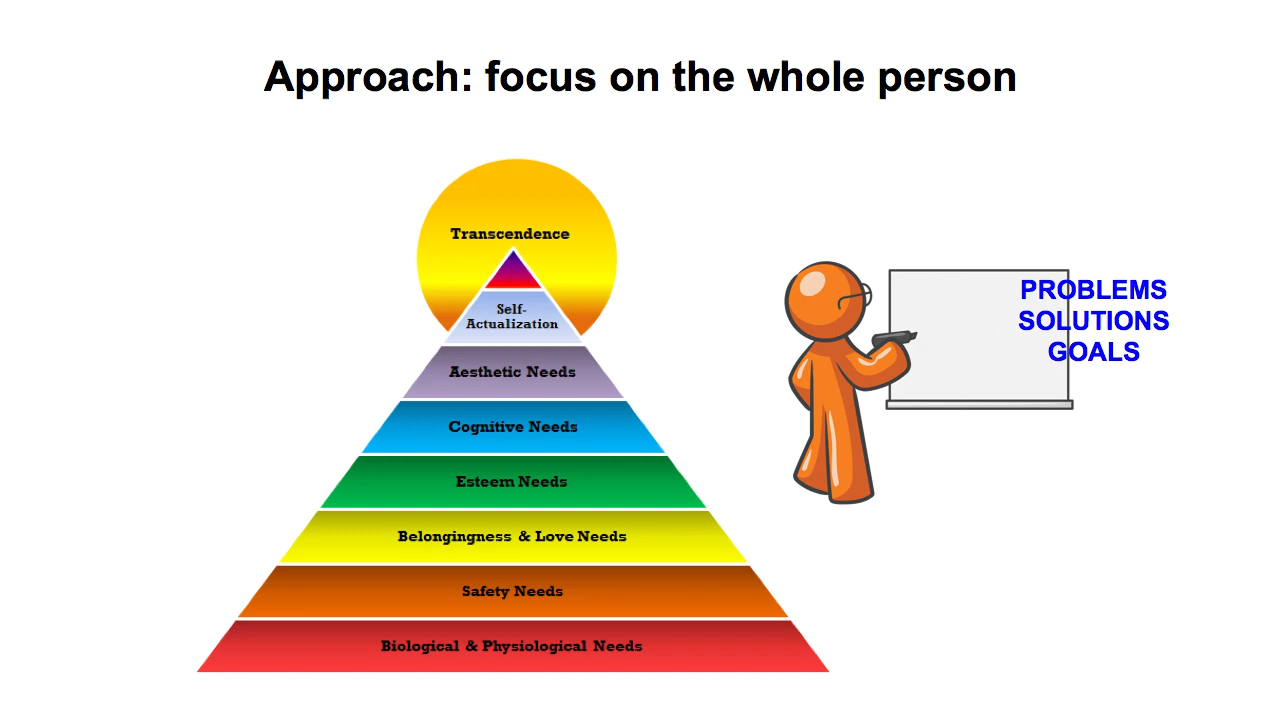 Approach: focus on the whole person
Transcendence
Self-
Actualization
Aesthetic Needs
Cognitive Needs
Esteem Needs
Belongingness & Love Needs
Safety Needs
Biological & Physiological Needs
PROBLEMS
SOLUTIONS
GOALS